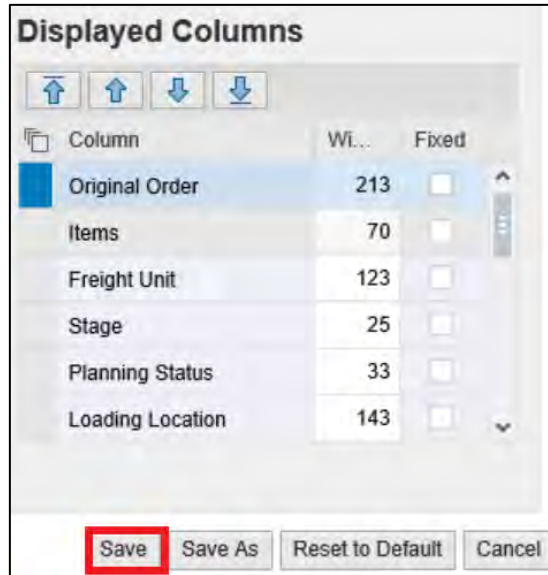 Displayed Columns
Column Wi... Fixed
Original Order 213
Items 70
Freight Unit 123
Stage 25
Planning Status 33
Loading Location 143
Save Save As Reset to Default Cancel